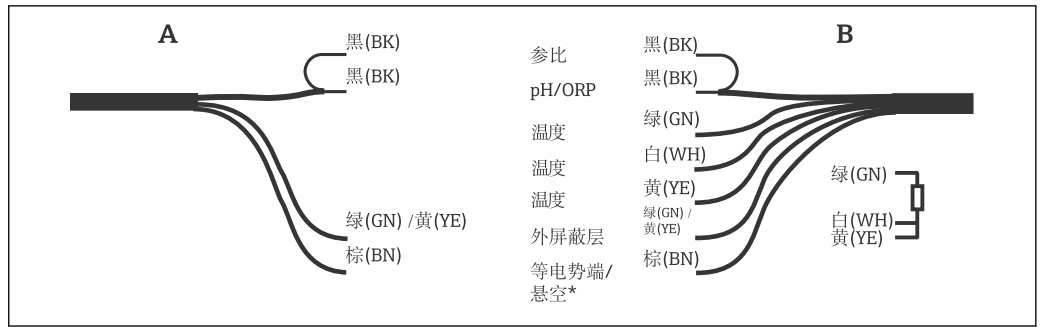 A
黑(BK)
黑(BK)
绿(GN) /黄(YE)
棕(BN)
B
参比
黑(BK)
pH/ORP
黑(BK)
温度
绿(GN)
温度
白(WH)
温度
黄(YE)
外屏蔽层
绿(GN) /
黄(YE)
等电势端/
悬空*
棕(BN)
绿(GN)
白(WH)
黄(YE)